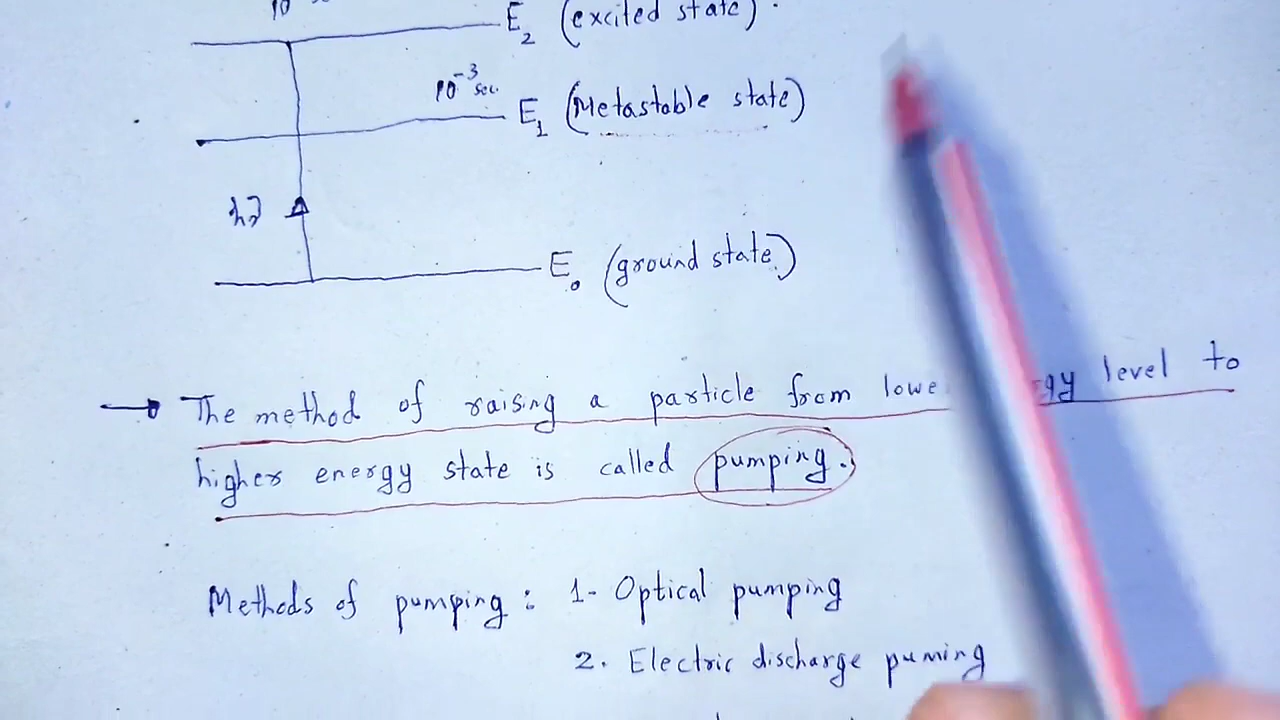 E₂ (excited state).
10⁻³ sec. E₁ (Metastable state)
hν
E₀ (ground state)
The method of raising a particle from level to
higher energy state is called pumping.
Methods of pumping : 1- Optical pumping
2. Electric discharge puming